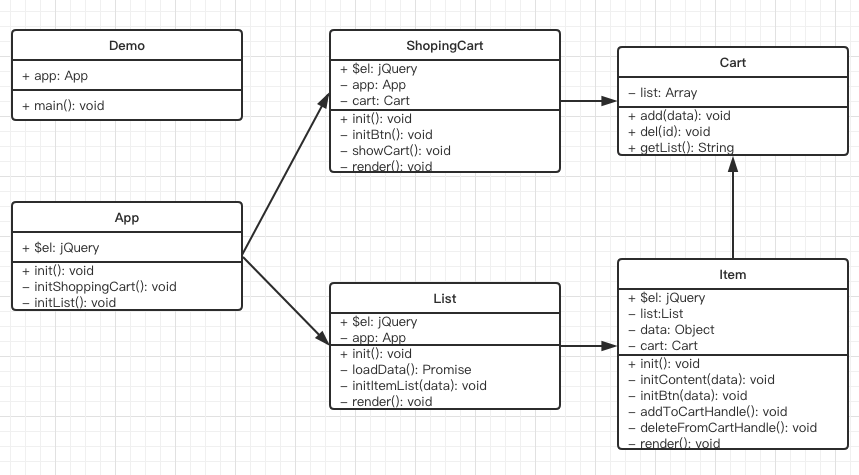 Demo
+ app: App
+ main(): void
App
+ $el: jQuery
+ init(): void
− initShoppingCart(): void
− initList(): void
ShopingCart
+ $el: jQuery
− app: App
− cart: Cart
+ init(): void
− initBtn(): void
− showCart(): void
− render(): void
List
+ $el: jQuery
− app: App
+ init(): void
− loadData(): Promise
− initItemList(data): void
− render(): void
Cart
− list: Array
+ add(data): void
+ del(id): void
+ getList(): String
Item
+ $el: jQuery
− list:List
− data: Object
− cart: Cart
+ init(): void
− initContent(data): void
− initBtn(data): void
− addToCartHandle(): void
− deleteFromCartHandle(): void
− render(): void